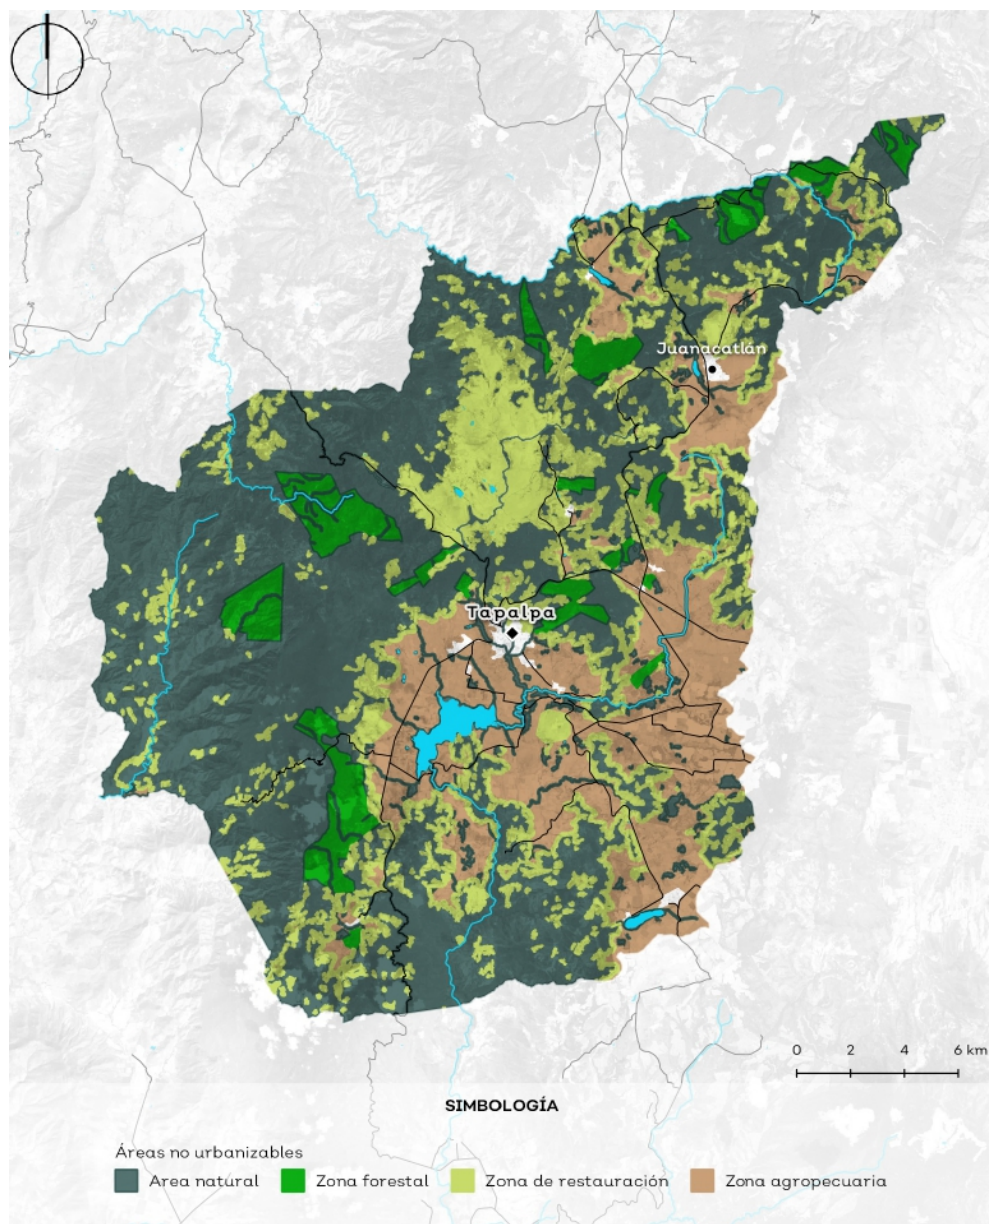 Juanacatlán
Tapalpa
0 2 4 6 km
SIMBOLOGÍA
Áreas no urbanizables
Area natural
Zona forestal
Zona de restauración
Zona agropecuaria